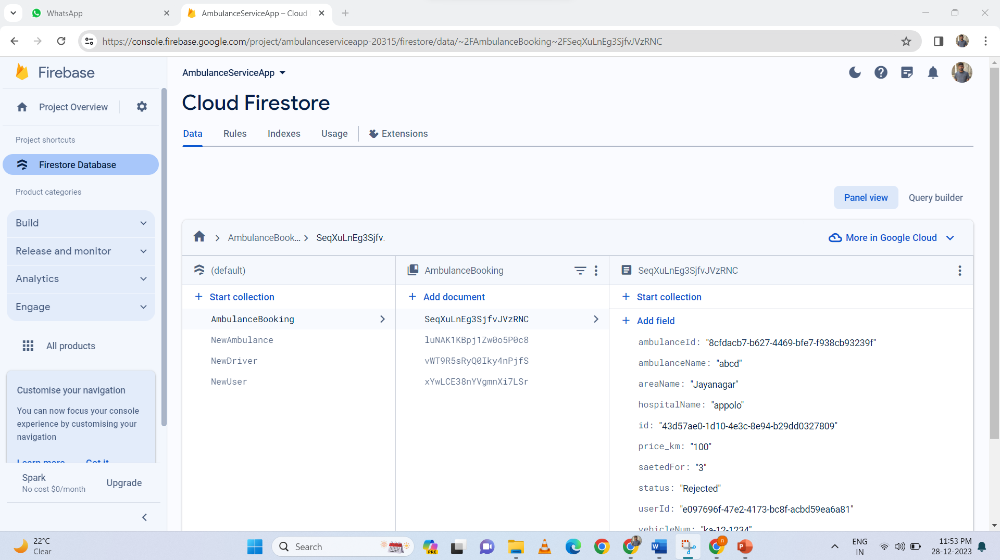 WhatsApp
AmbulanceServiceApp – Cloud
https://console.firebase.google.com/project/ambulanceserviceapp-20315/firestore/data/~2FAmbulanceBooking~2FSeqXuLnEg3SjfvJVzRNC
Firebase
AmbulanceServiceApp
Project Overview
Cloud Firestore
Data Rules Indexes Usage Extensions
Project shortcuts
Firestore Database
Product categories
Build
Release and monitor
Analytics
Engage
All products
Customise your navigation
You can now focus your console
experience by customising your
navigation
Learn more Got it
Spark
No cost $0/month
Upgrade
Panel view Query builder
AmbulanceBook... SeqXuLnEg3Sjfv.
More in Google Cloud
(default)
Start collection
AmbulanceBooking
NewAmbulance
NewDriver
NewUser
AmbulanceBooking
Add document
SeqXuLnEg3SjfvJVzRNC
luNAK1KBpj1Zw0o5P0c8
vWT9R5sRyQ0Iky4nPjfS
xYwLCE38nYVgmnXi7LSr
SeqXuLnEg3SjfvJVzRNC
Start collection
Add field
ambulanceId: "8cfdacb7-b627-4469-bfe7-f938cb93239f"
ambulanceName: "abcd"
areaName: "Jayanagar"
hospitalName: "appolo"
id: "43d57ae0-1d10-4e3c-8e94-b29dd0327809"
price_km: "100"
saetedFor: "3"
status: "Rejected"
userId: "e097696f-47e2-4173-bc8f-acbd59ea6a81"
vehicleNum: "ka-12-1234"
22°C
Clear
Search
PRE
W
n
P
ENG
IN
11:53 PM
28-12-2023